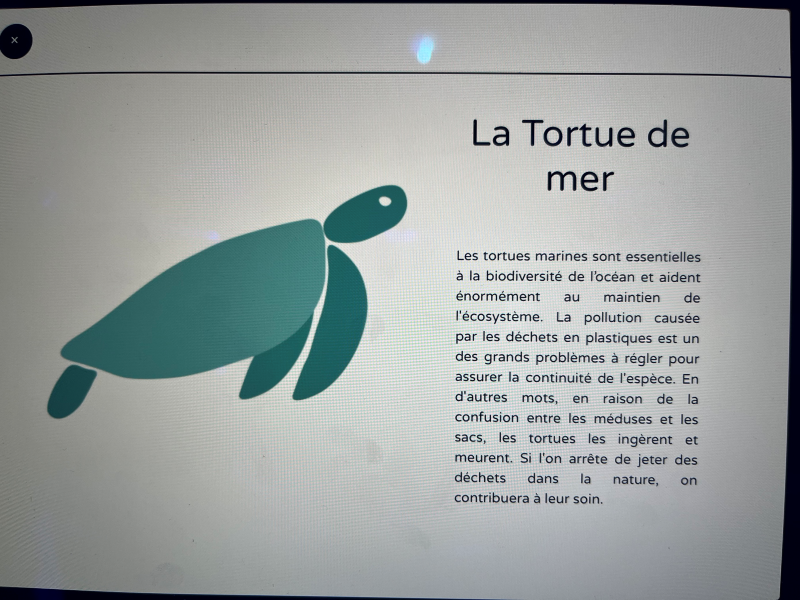 La Tortue de
mer
Les tortues marines sont essentielles
à la biodiversité de l'océan et aident
énormément au maintien de
l'écosystème. La pollution causée
par les déchets en plastiques est un
des grands problèmes à régler pour
assurer la continuité de l'espèce. En
d'autres mots, en raison de la
confusion entre les méduses et les
sacs, les tortues les ingèrent et
meurent. Si l'on arrête de jeter des
déchets dans la nature, on
contribuera à leur soin.